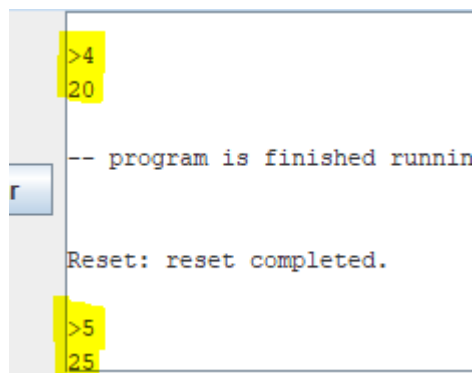 >4
20
-- program is finished runnin
r
Reset: reset completed.
>5
25